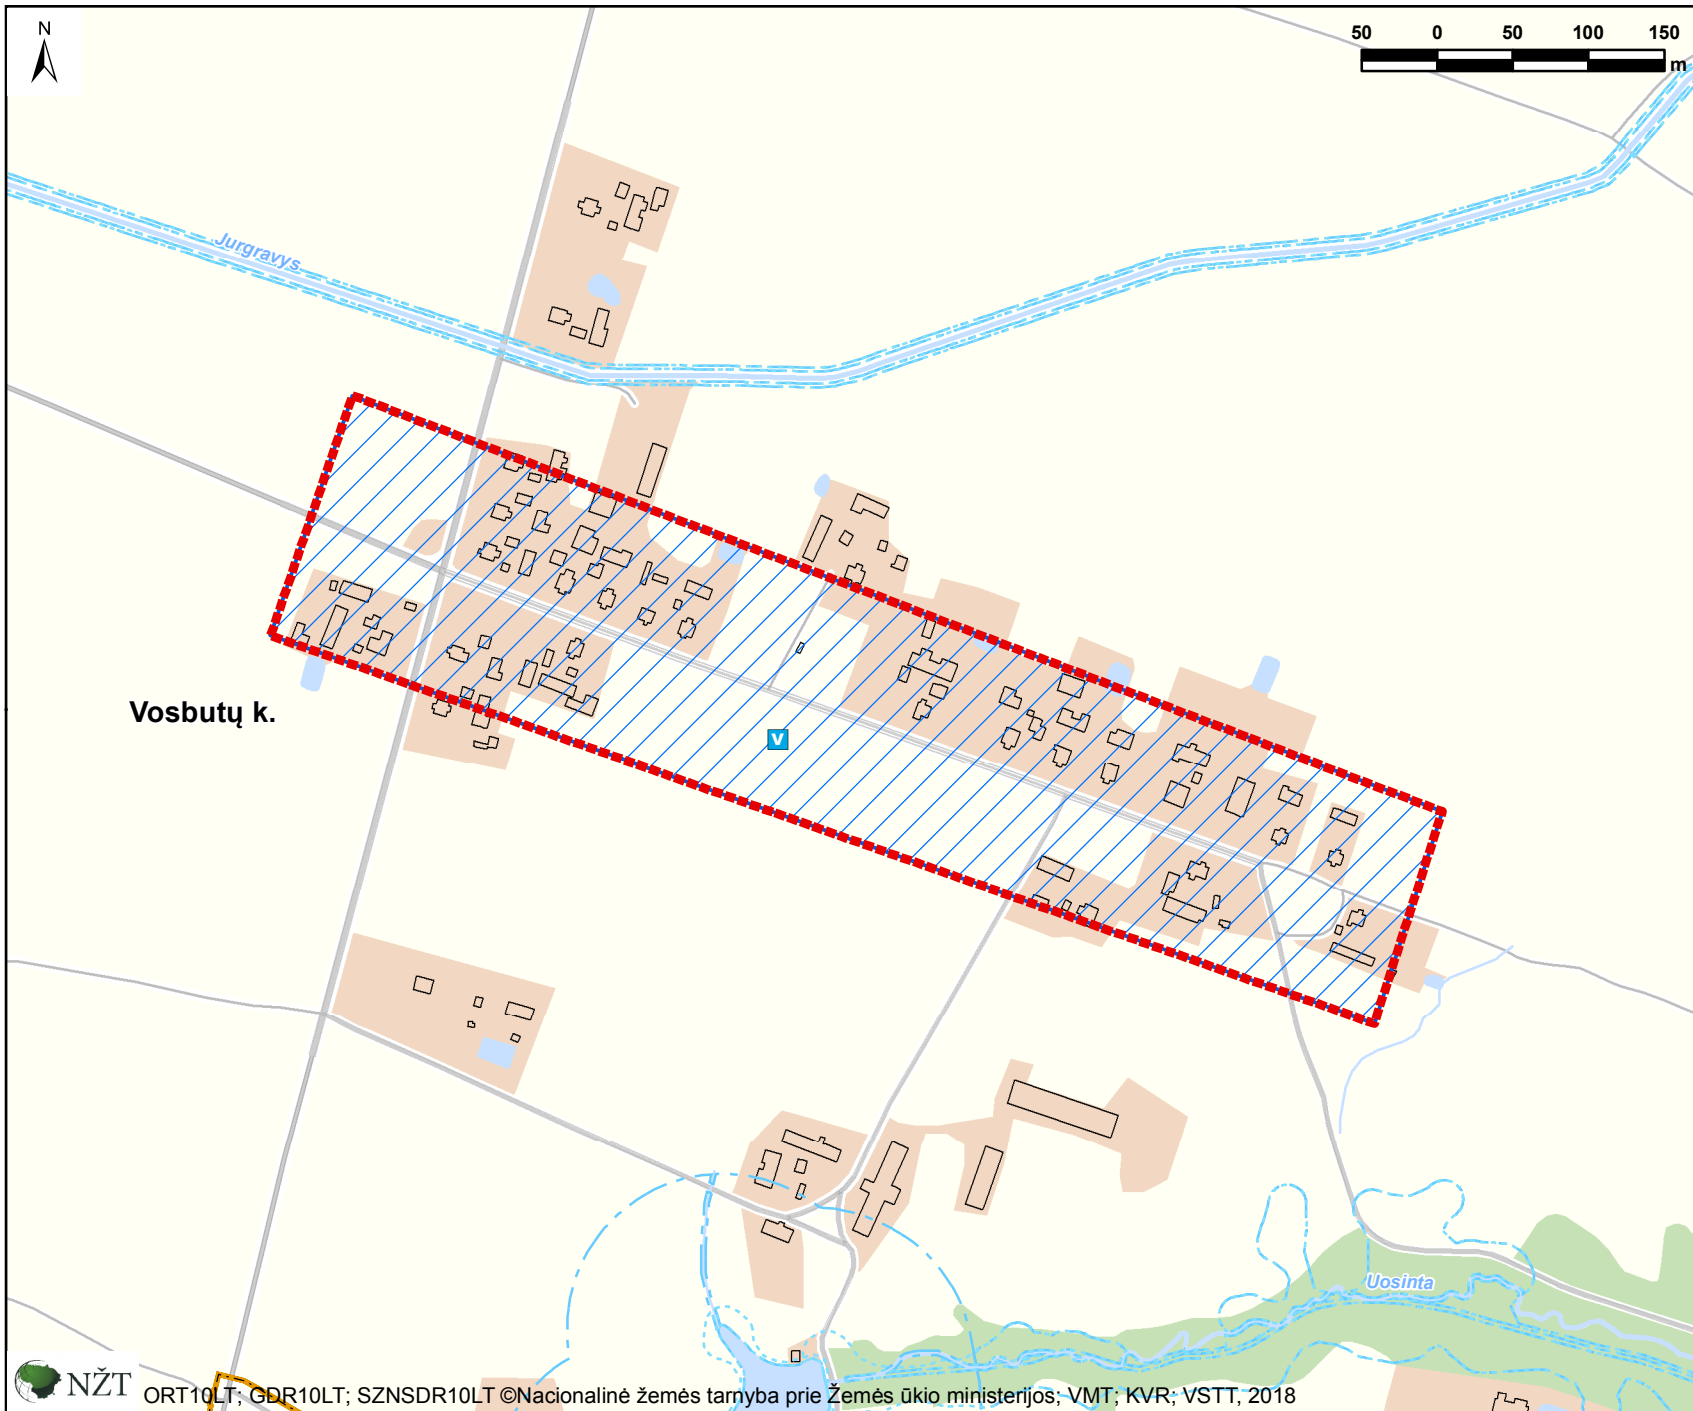 N
50 0 50 100 150
m
Jurgravys
Vosbutų k.
V
Uosinta
NŽT
ORT10LT; GDR10LT; SZNSDR10LT ©Nacionalinė žemės tarnyba prie Žemės ūkio ministerijos; VMT; KVR; VSTT, 2018